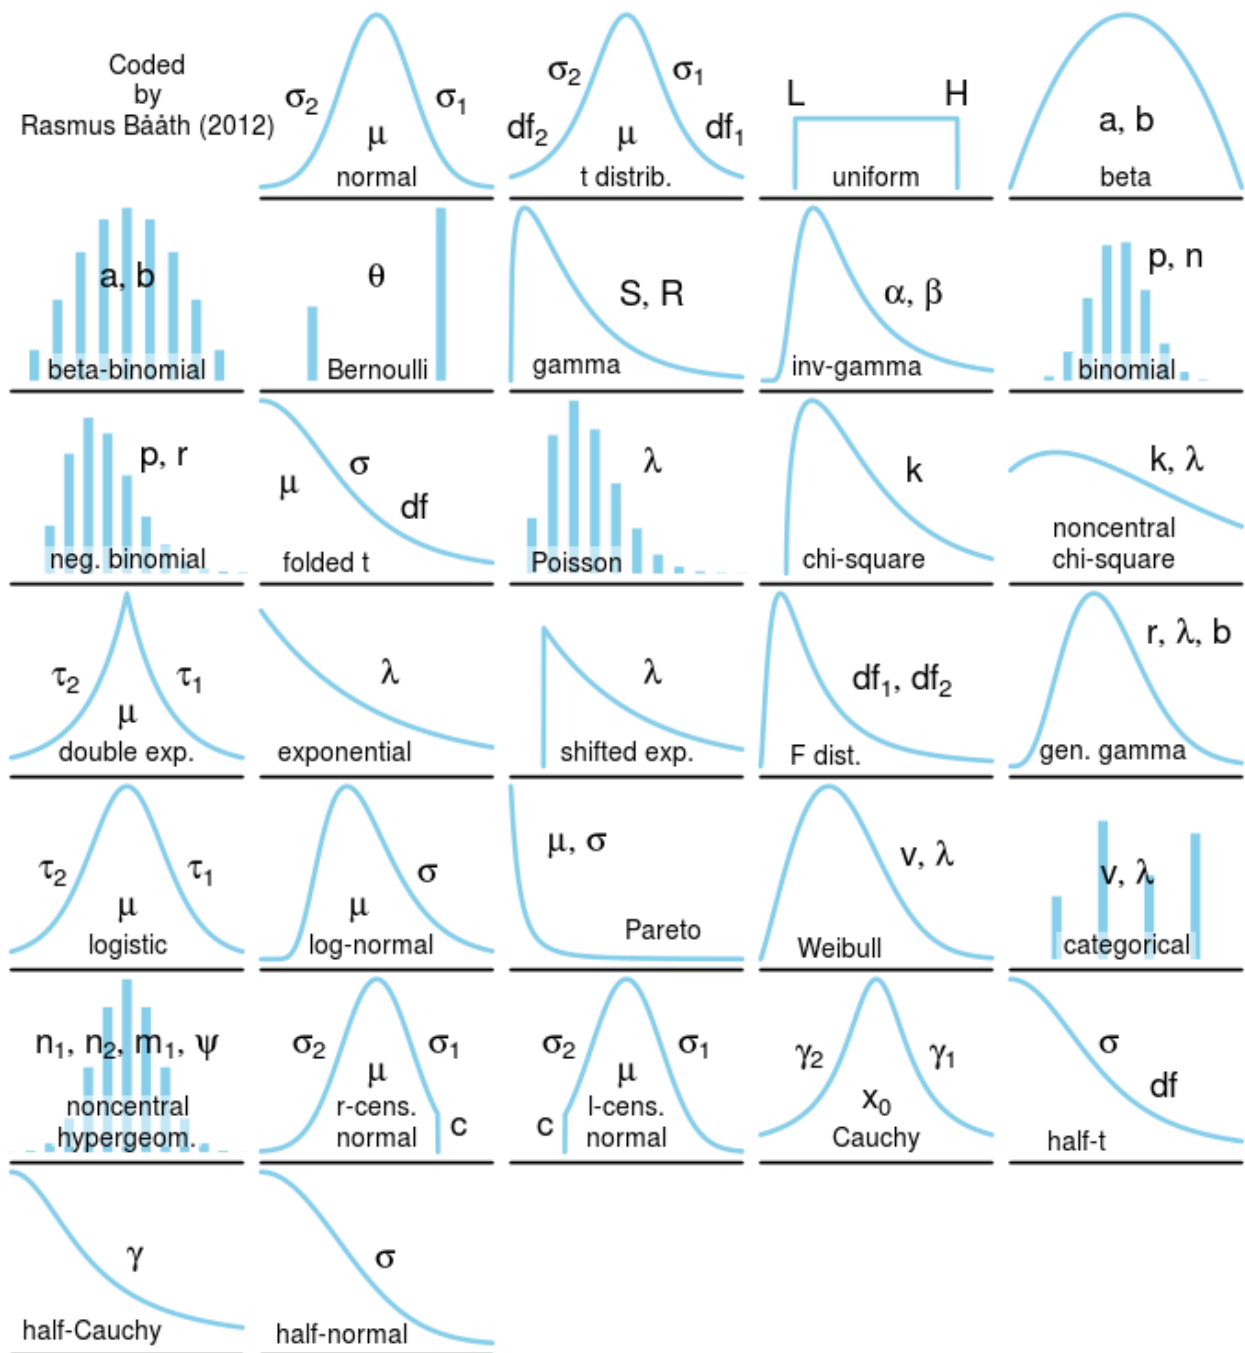 Coded
by
Rasmus Bååth (2012)
σ2 σ1
μ
normal
σ2 σ1
df2 μ df1
t distrib.
L H
uniform
a, b
beta
a, b
beta-binomial
θ
Bernoulli
S, R
gamma
α, β
inv-gamma
p, n
binomial
p, r
neg. binomial
σ
μ
df
folded t
λ
Poisson
k
chi-square
k, λ
noncentral
chi-square
τ2 τ1
μ
double exp.
λ
exponential
λ
shifted exp.
df1, df2
F dist.
r, λ, b
gen. gamma
τ2 τ1
μ
logistic
σ
μ
log-normal
μ, σ
Pareto
v, λ
Weibull
v, λ
categorical
n1, n2, m1, ψ
noncentral
hypergeom.
σ2 σ1
μ
r-cens.
normal c
σ2 σ1
μ
l-cens.
c normal
γ2 γ1
x0
Cauchy
σ
df
half-t
γ
half-Cauchy
σ
half-normal